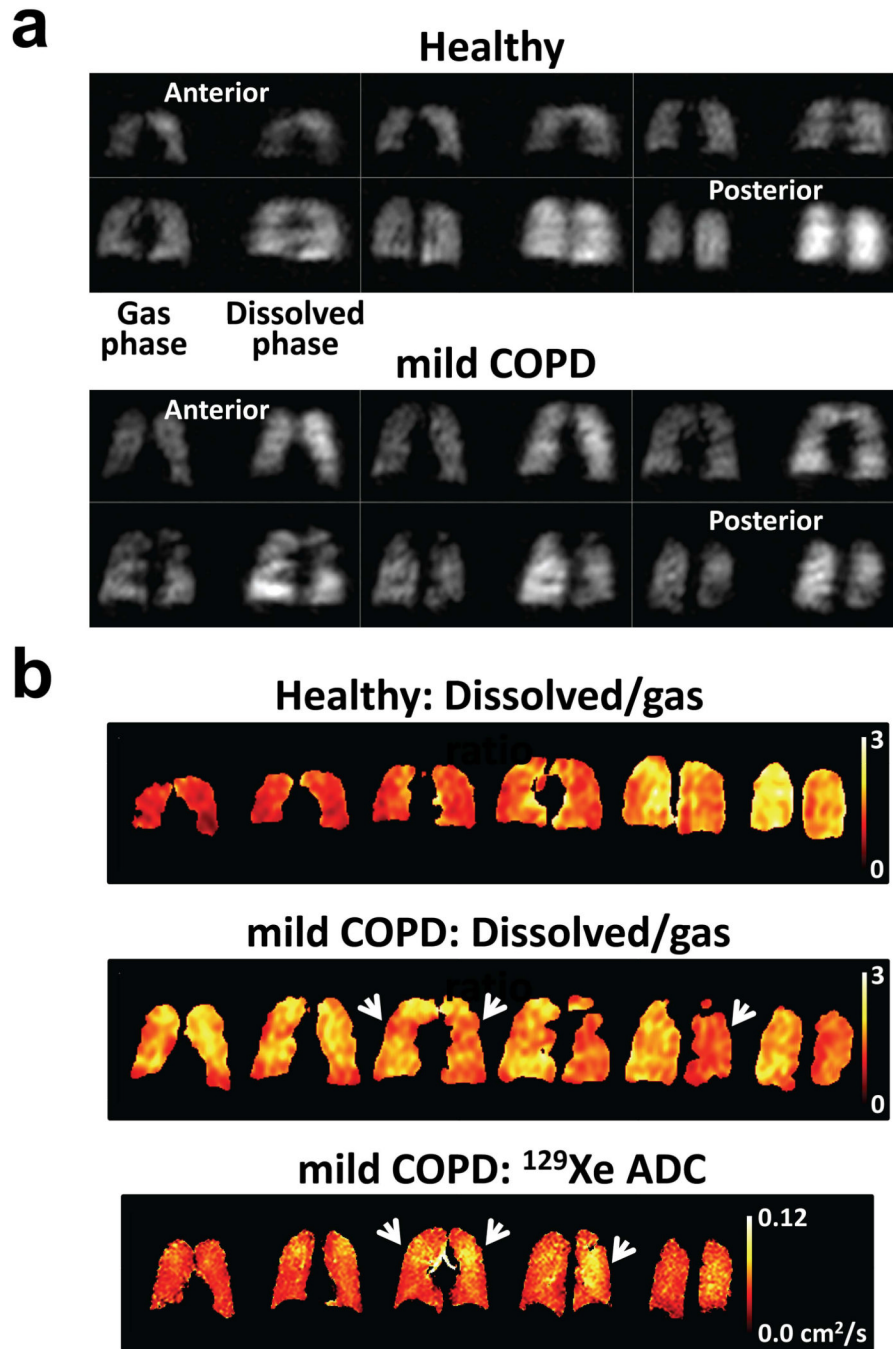 a
Healthy
Anterior
Posterior
Gas phase
Dissolved phase
mild COPD
Anterior
Posterior
b
Healthy: Dissolved/gas
ratio
3
0
mild COPD: Dissolved/gas
ratio
3
0
mild COPD: ¹²⁹Xe ADC
0.12
0.0 cm²/s